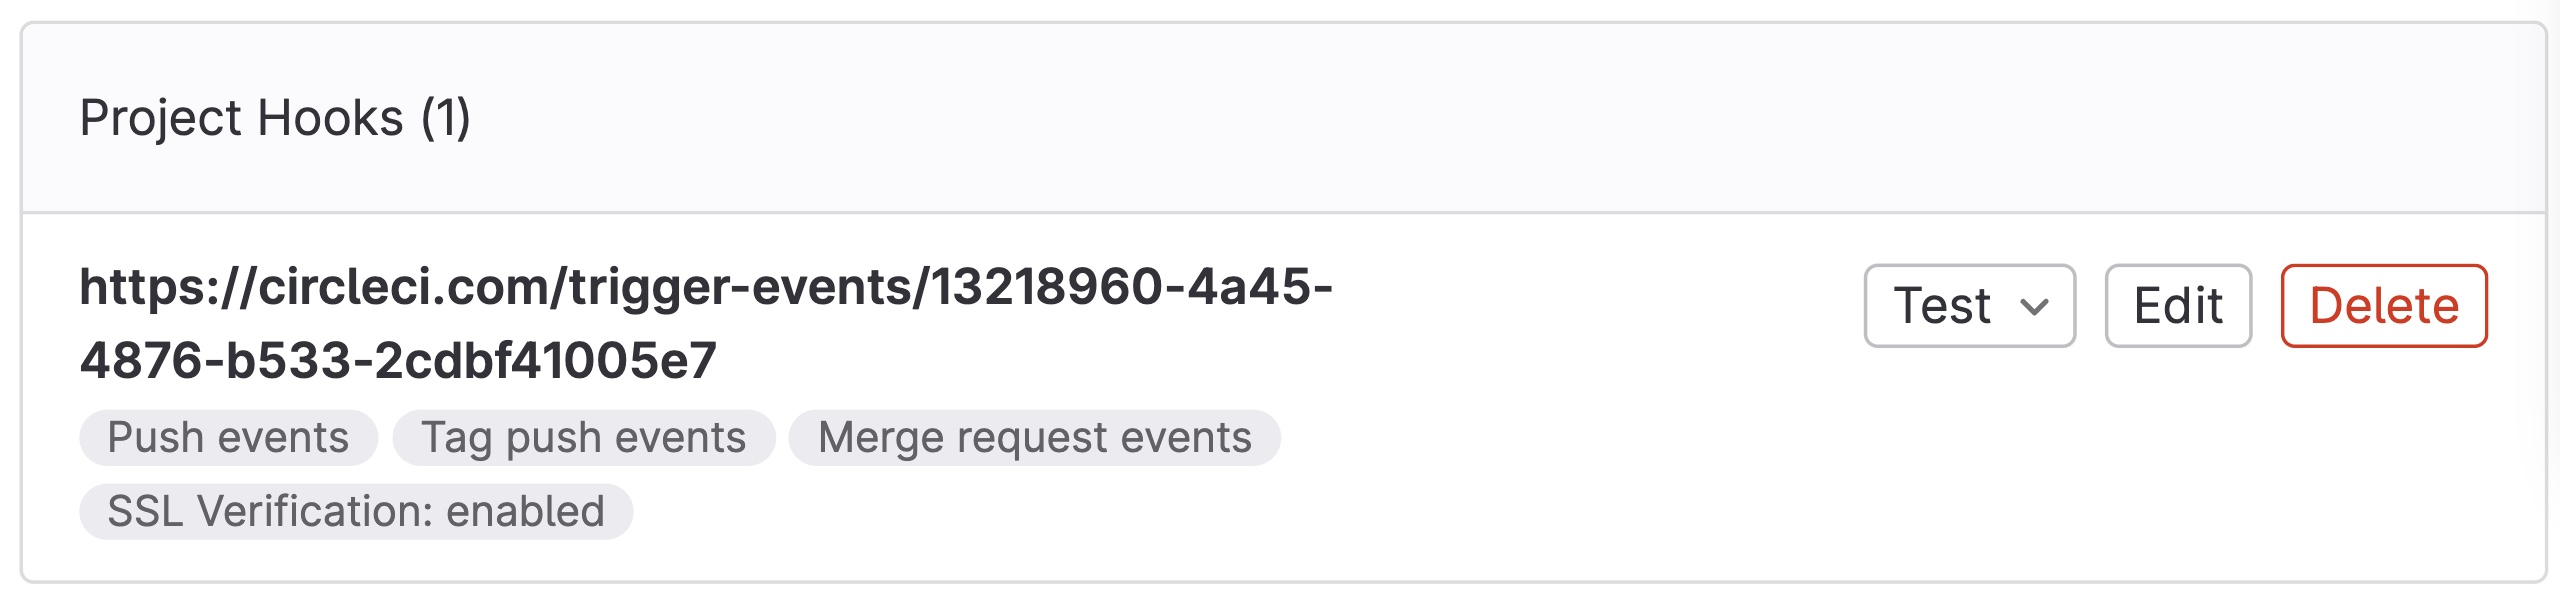 Project Hooks (1)
https://circleci.com/trigger-events/13218960-4a45-
4876-b533-2cdbf41005e7
Test Edit Delete
Push events Tag push events Merge request events
SSL Verification: enabled